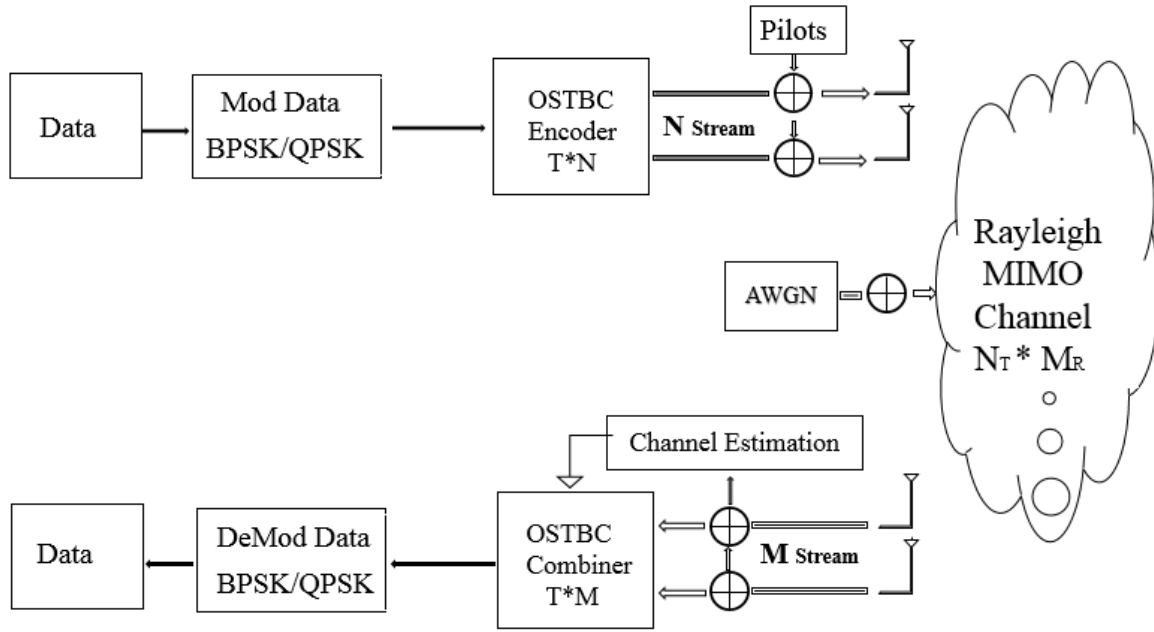 Pilots
Data
Mod Data
BPSK/QPSK
OSTBC
Encoder
T*N
N Stream
Rayleigh
MIMO
Channel
NT * MR
AWGN
Channel Estimation
Data
DeMod Data
BPSK/QPSK
OSTBC
Combiner
T*M
M Stream